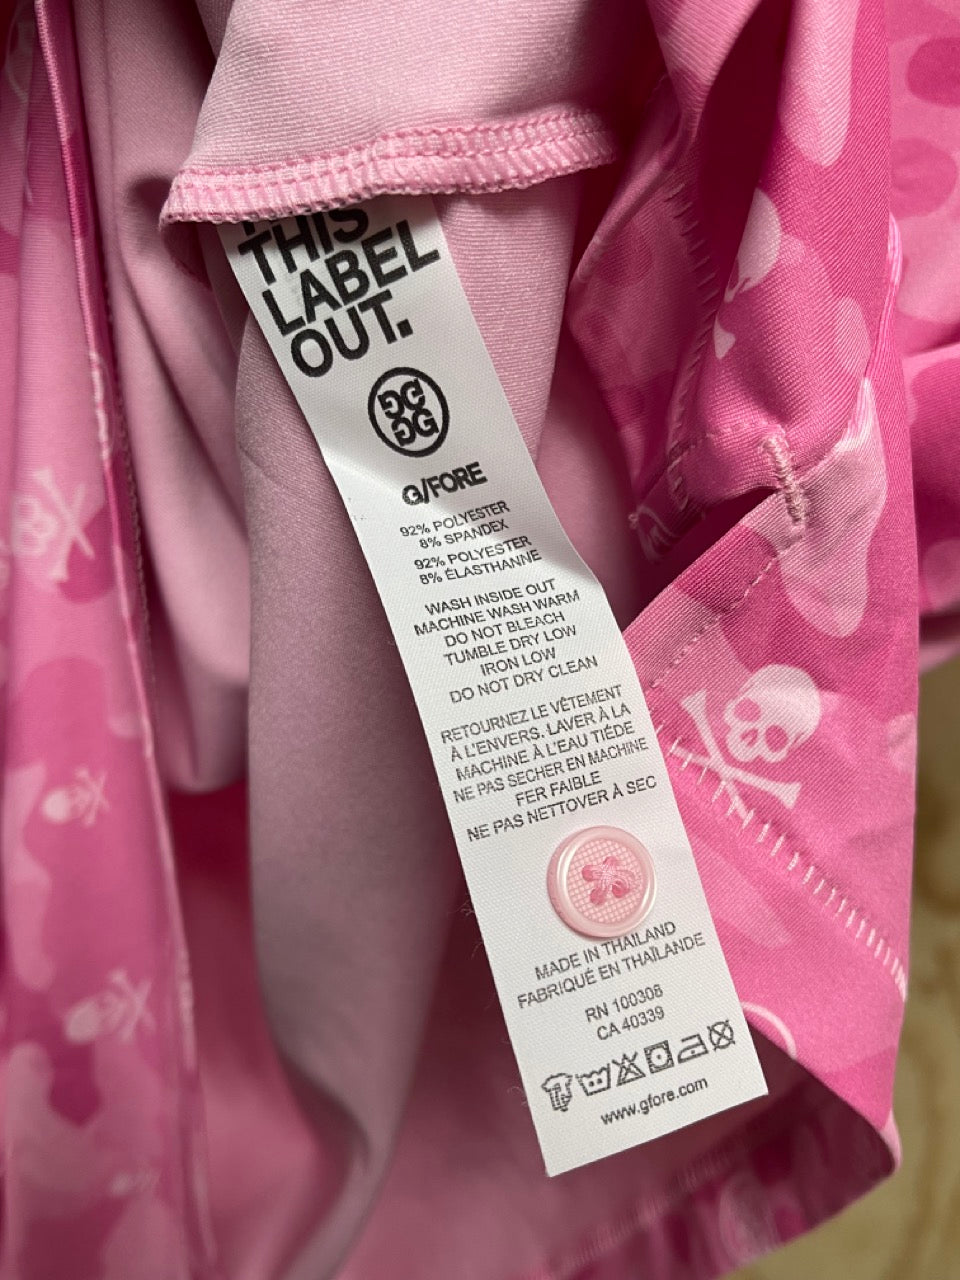 THIS
LABEL
OUT.
G/FORE
92% POLYESTER
8% SPANDEX
92% POLYESTER
8% ÉLASTHANNE
WASH INSIDE OUT
MACHINE WASH WARM
DO NOT BLEACH
TUMBLE DRY LOW
IRON LOW
DO NOT DRY CLEAN
RETOURNEZ LE VÊTEMENT
À L'ENVERS. LAVER À LA
MACHINE À L'EAU TIÉDE
NE PAS SECHER EN MACHINE
FER FAIBLE
NE PAS NETTOVER À SEC
MADE IN THAILAND
FABRIQUÉ EN THAÏLANDE
RN 100308
CA 40339
www.gfore.com